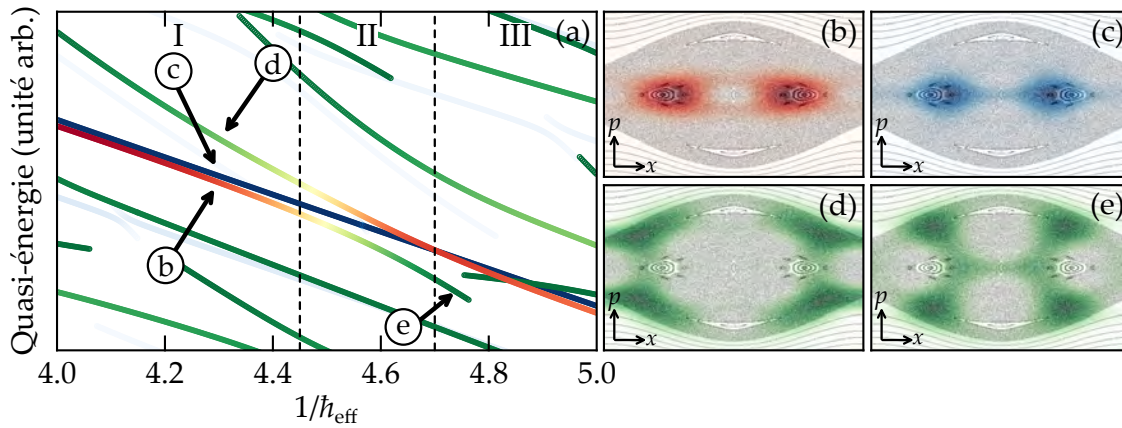 I II III (a)
c d
b
e
Quasi-énergie (unité arb.)
4.0 4.2 4.4 4.6 4.8 5.0
1/ħeff
(b)
p
x
(c)
p
x
(d)
p
x
(e)
p
x